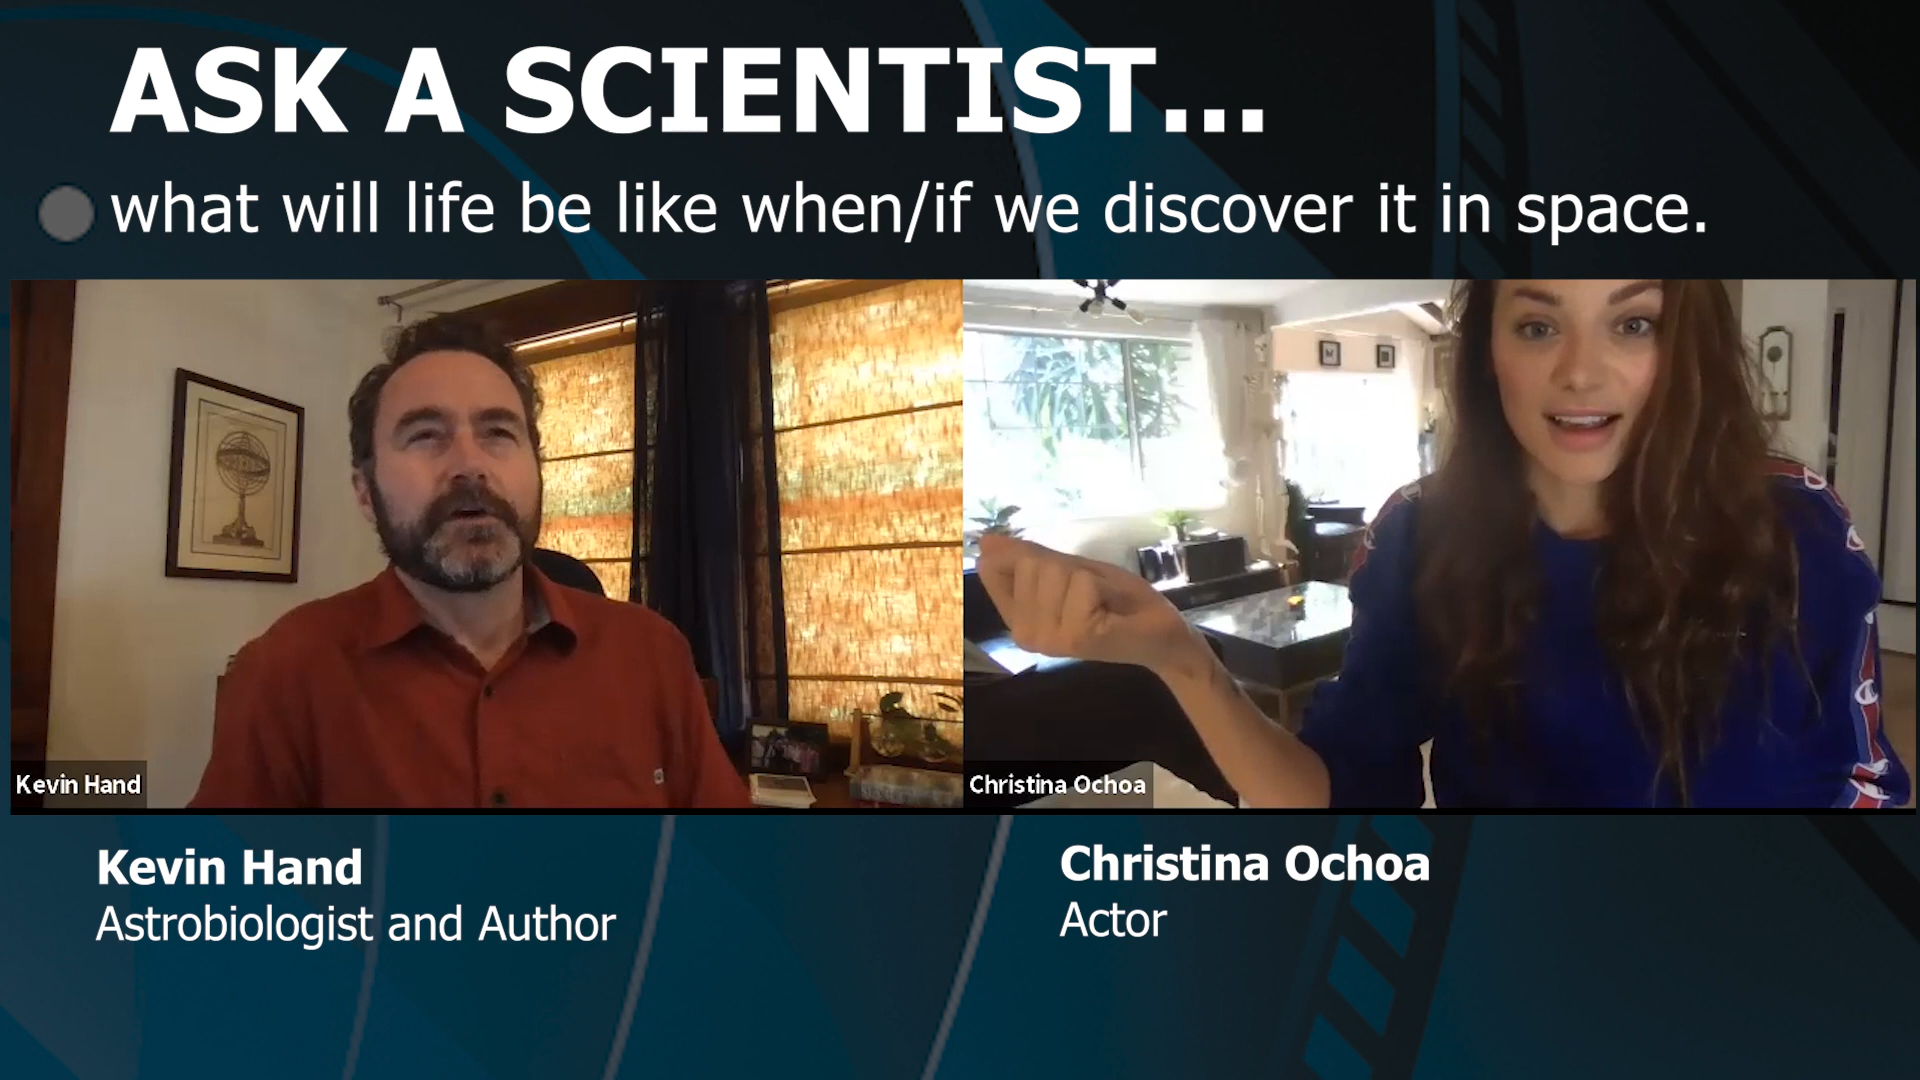 ASK A SCIENTIST...
what will life be like when/if we discover it in space.
Kevin Hand
Christina Ochoa
Kevin Hand
Astrobiologist and Author
Christina Ochoa
Actor